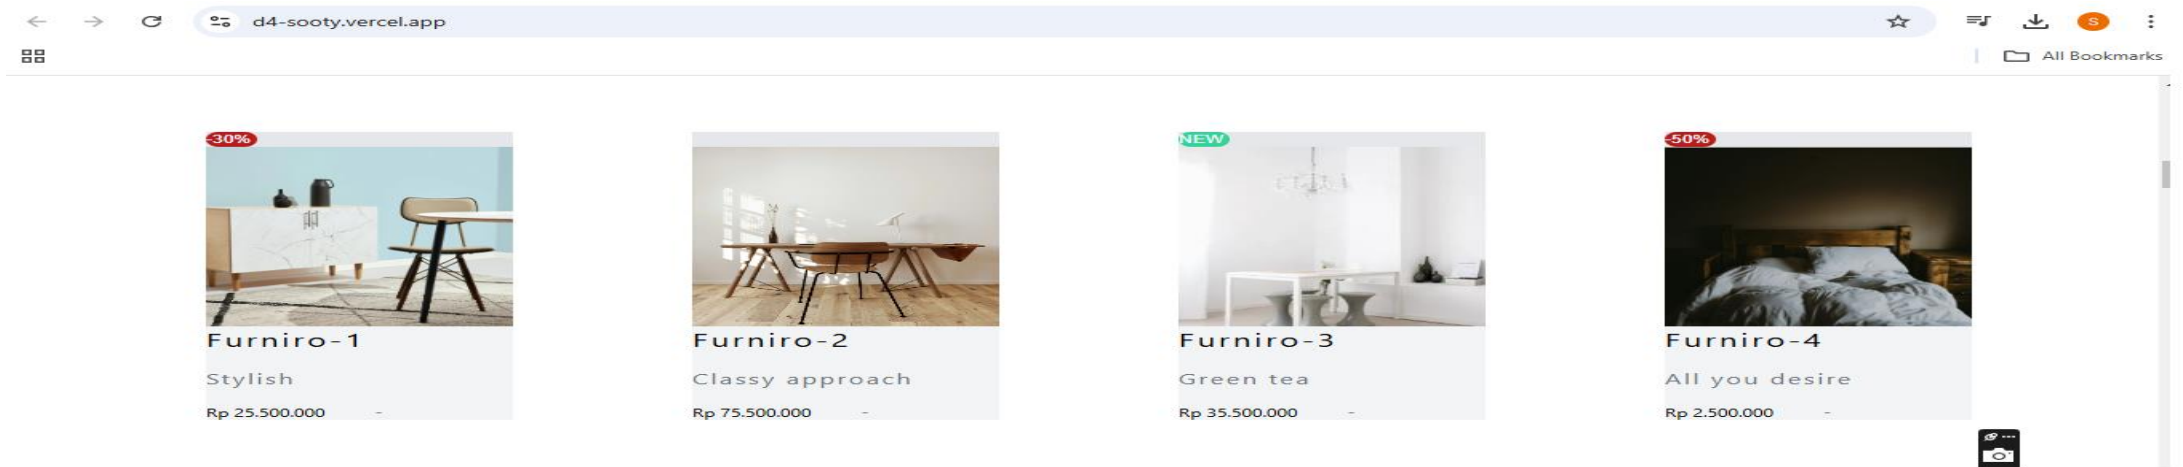 d4-sooty.vercel.app
S
All Bookmarks
-30%
NEW
-50%
Furniro-1
Furniro-2
Furniro-3
Furniro-4
Stylish
Classy approach
Green tea
All you desire
Rp 25.500.000 -
Rp 75.500.000 -
Rp 35.500.000 -
Rp 2.500.000 -